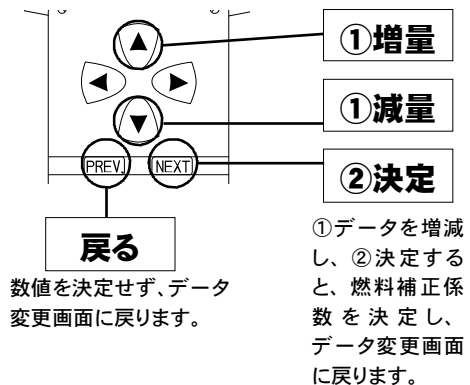 ①増量
①減量
PREV.
NEXT
②決定
戻る
数値を決定せず、データ
変更画面に戻ります。
①データを増減
し、②決定する
と、燃料補正係
数を決定し、
データ変更画面
に戻ります。